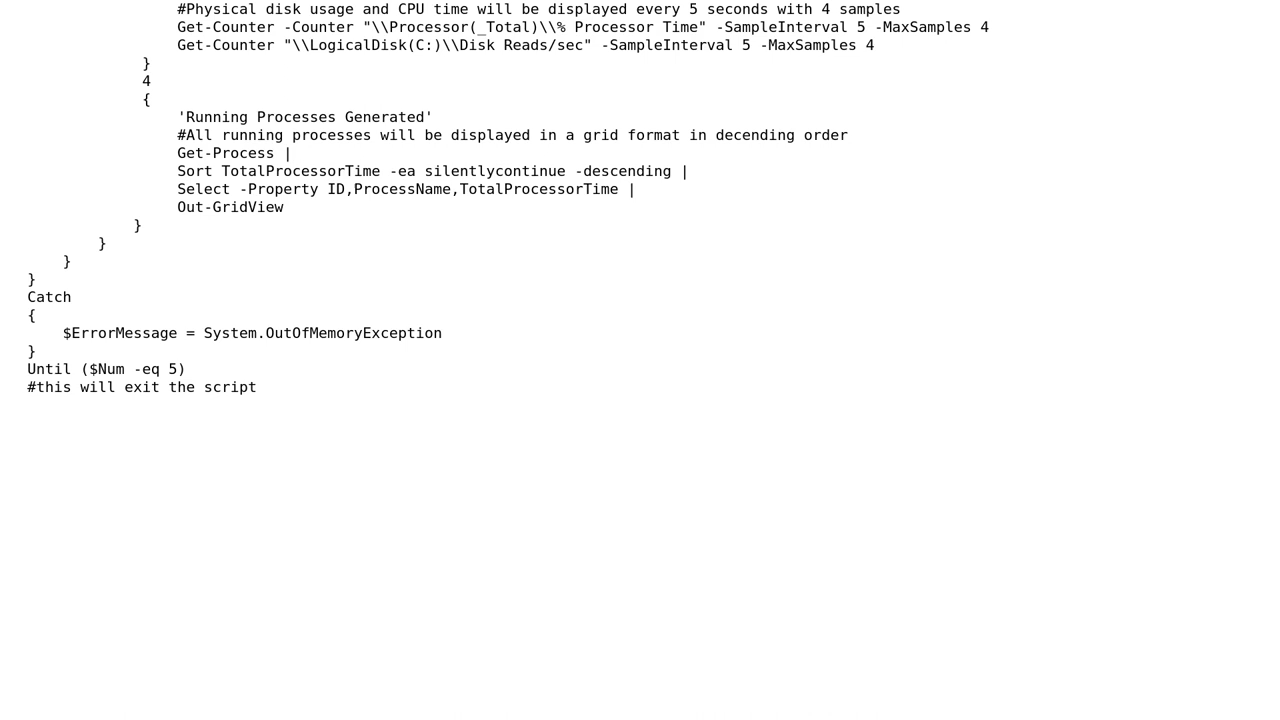 #Physical disk usage and CPU time will be displayed every 5 seconds with 4 samples
Get-Counter -Counter "\\Processor(_Total)\\% Processor Time" -SampleInterval 5 -MaxSamples 4
Get-Counter "\\LogicalDisk(C:)\\Disk Reads/sec" -SampleInterval 5 -MaxSamples 4
}
4
{
'Running Processes Generated'
#All running processes will be displayed in a grid format in decending order
Get-Process |
Sort TotalProcessorTime -ea silentlycontinue -descending |
Select -Property ID,ProcessName,TotalProcessorTime |
Out-GridView
}
}
}
}
Catch
{
$ErrorMessage = System.OutOfMemoryException
}
Until ($Num -eq 5)
#this will exit the script